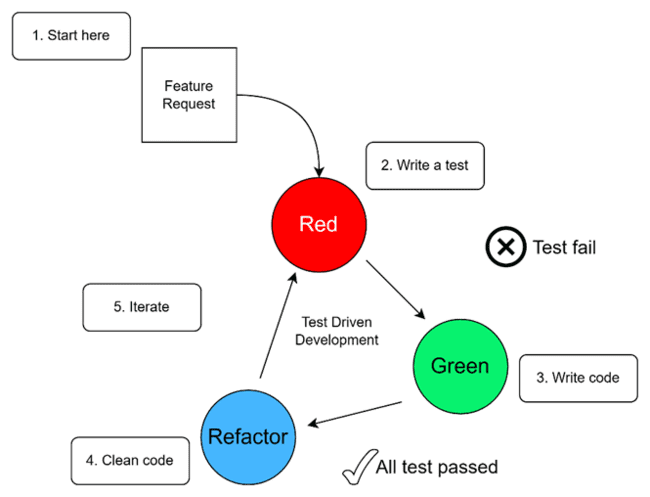 1. Start here
Feature
Request
2. Write a test
Red
Test fail
5. Iterate
Test Driven
Development
Green
3. Write code
Refactor
4. Clean code
All test passed